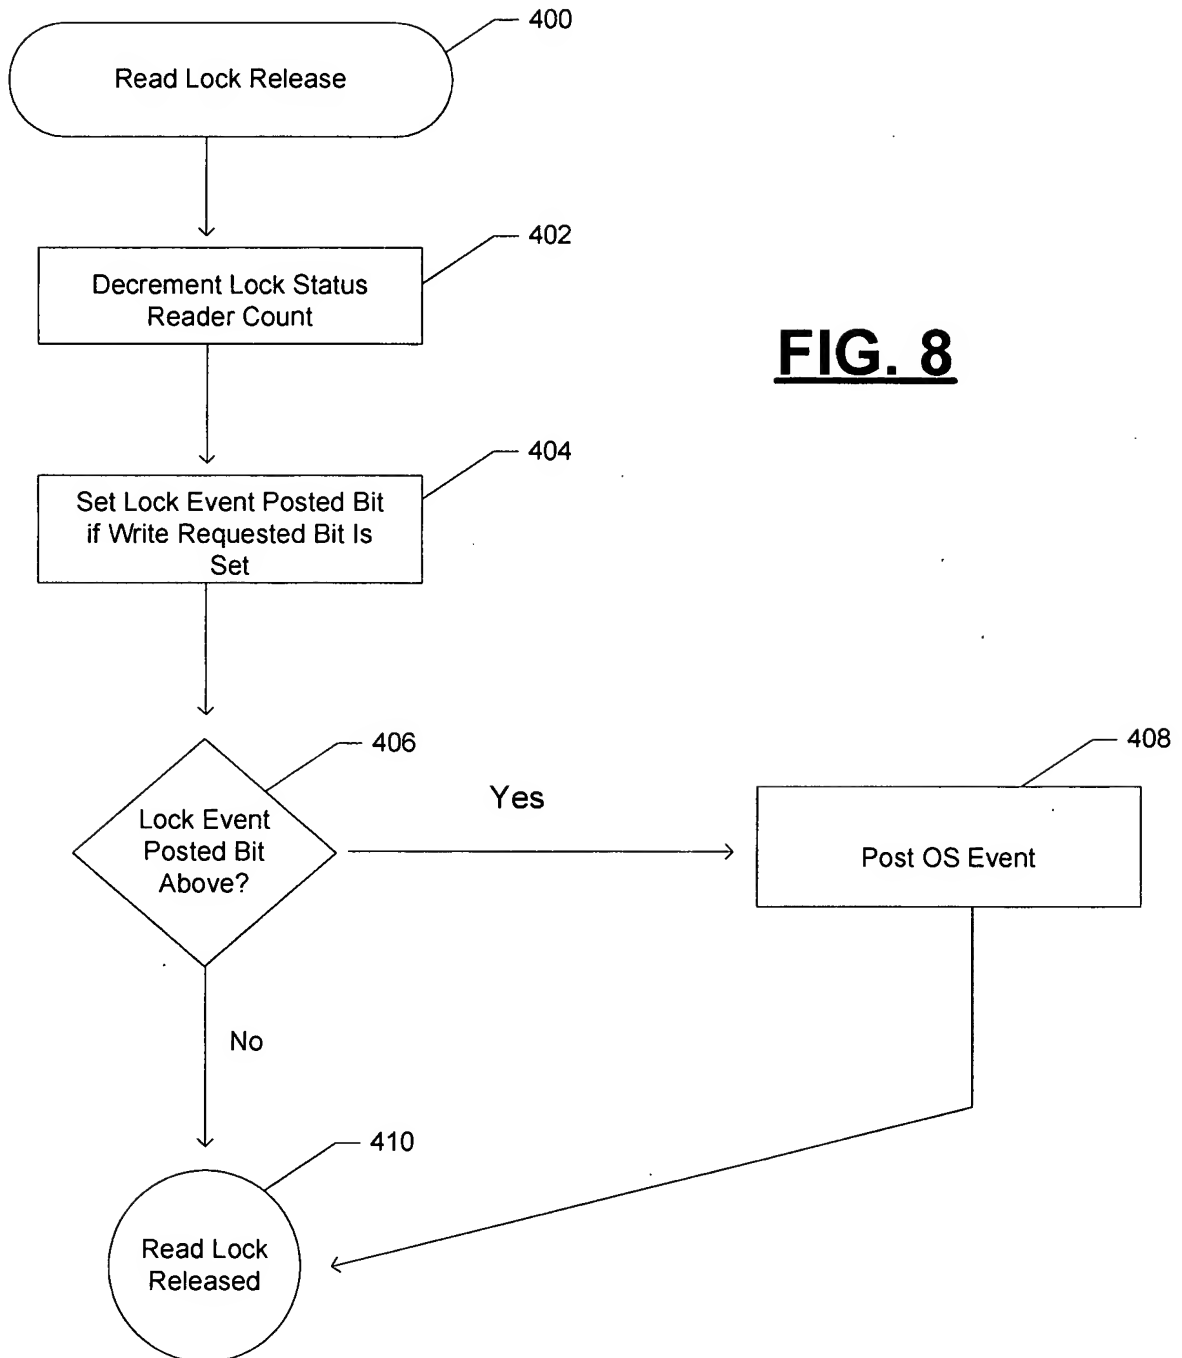 400
Read Lock Release
402
Decrement Lock Status
Reader Count
FIG. 8
404
Set Lock Event Posted Bit
if Write Requested Bit Is
Set
406
Lock Event
Posted Bit
Above?
Yes
408
Post OS Event
No
410
Read Lock
Released